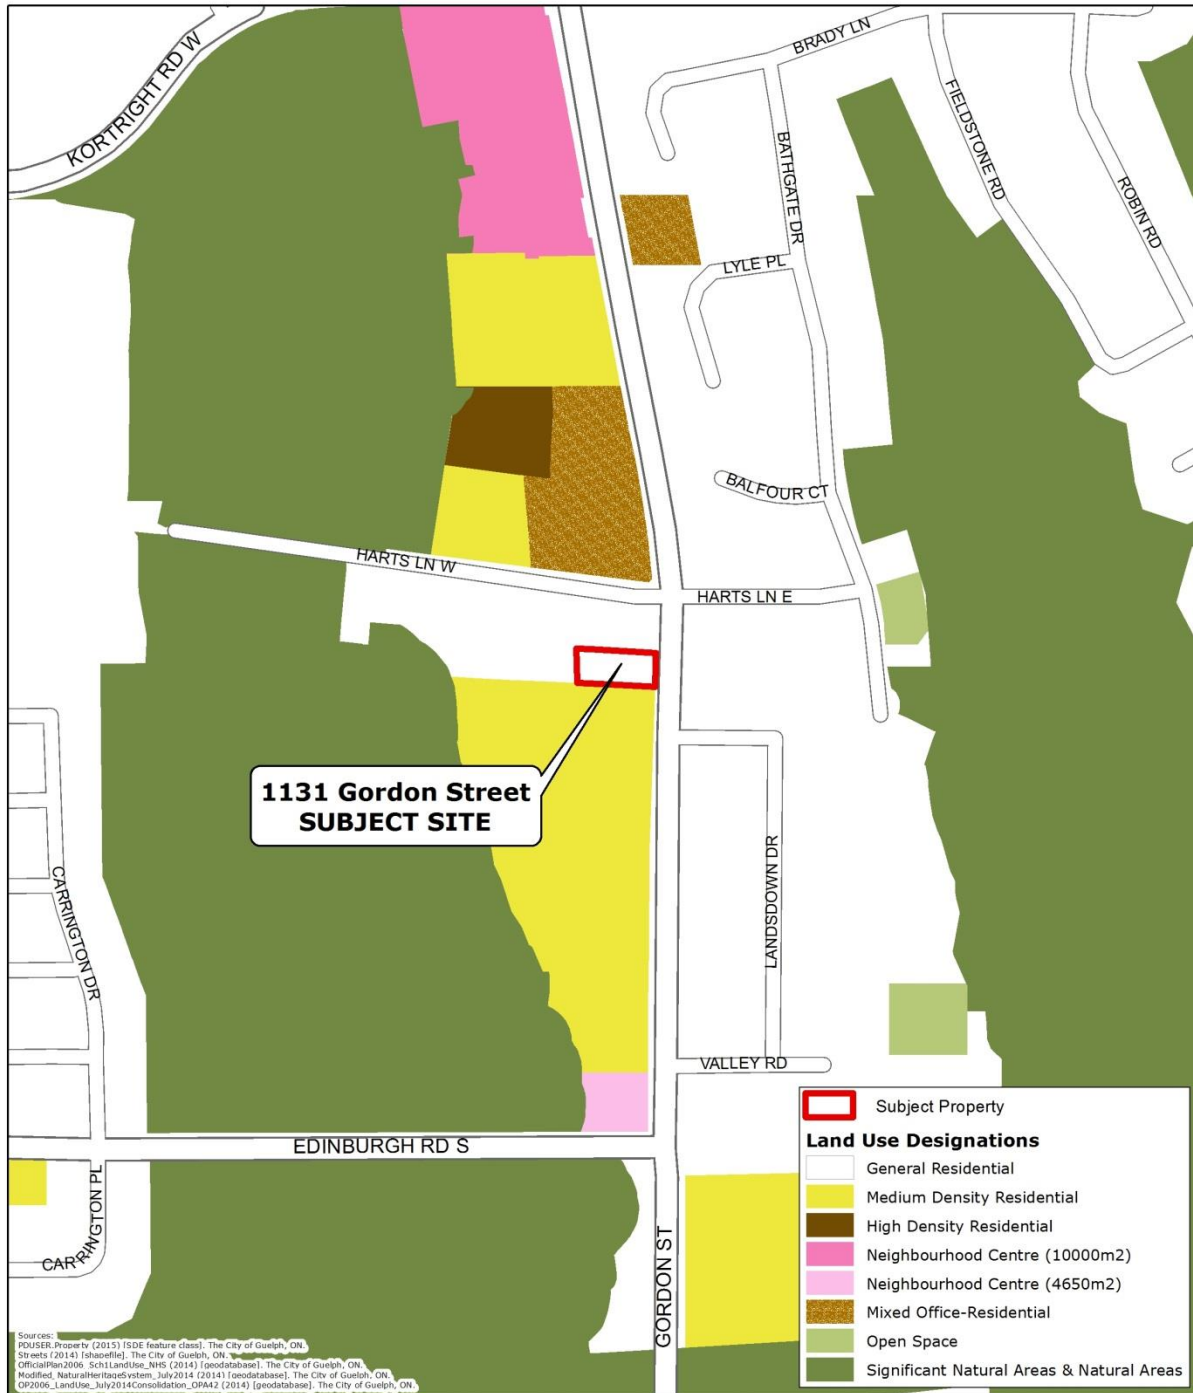 KORTRIGHT RD W
BRADY LN
FIELDSTONE RD
BATHGATE DR
ROBIN RD
LYLE PL
BALFOUR CT
HARTS LN W
HARTS LN E
1131 Gordon Street
SUBJECT SITE
CARRINGTON DR
LANDSDOWN DR
VALLEY RD
EDINBURGH RD S
CARRINGTON PL
GORDON ST
Subject Property
Land Use Designations
General Residential
Medium Density Residential
High Density Residential
Neighbourhood Centre (10000m2)
Neighbourhood Centre (4650m2)
Mixed Office-Residential
Open Space
Significant Natural Areas & Natural Areas
Sources:
PDUSER.Property (2015) [SDE feature class]. The City of Guelph, ON.
Streets (2014) [shapefile]. The City of Guelph, ON.
OfficialPlan2006_Sch1LandUse_NHS (2014) [geodatabase]. The City of Guelph, ON.
Modified_NaturalHeritageSystem_July2014 (2014) [geodatabase]. The City of Guelph, ON.
OP2006_LandUse_July2014Consolidation_OPA42 (2014) [geodatabase]. The City of Guelph, ON.